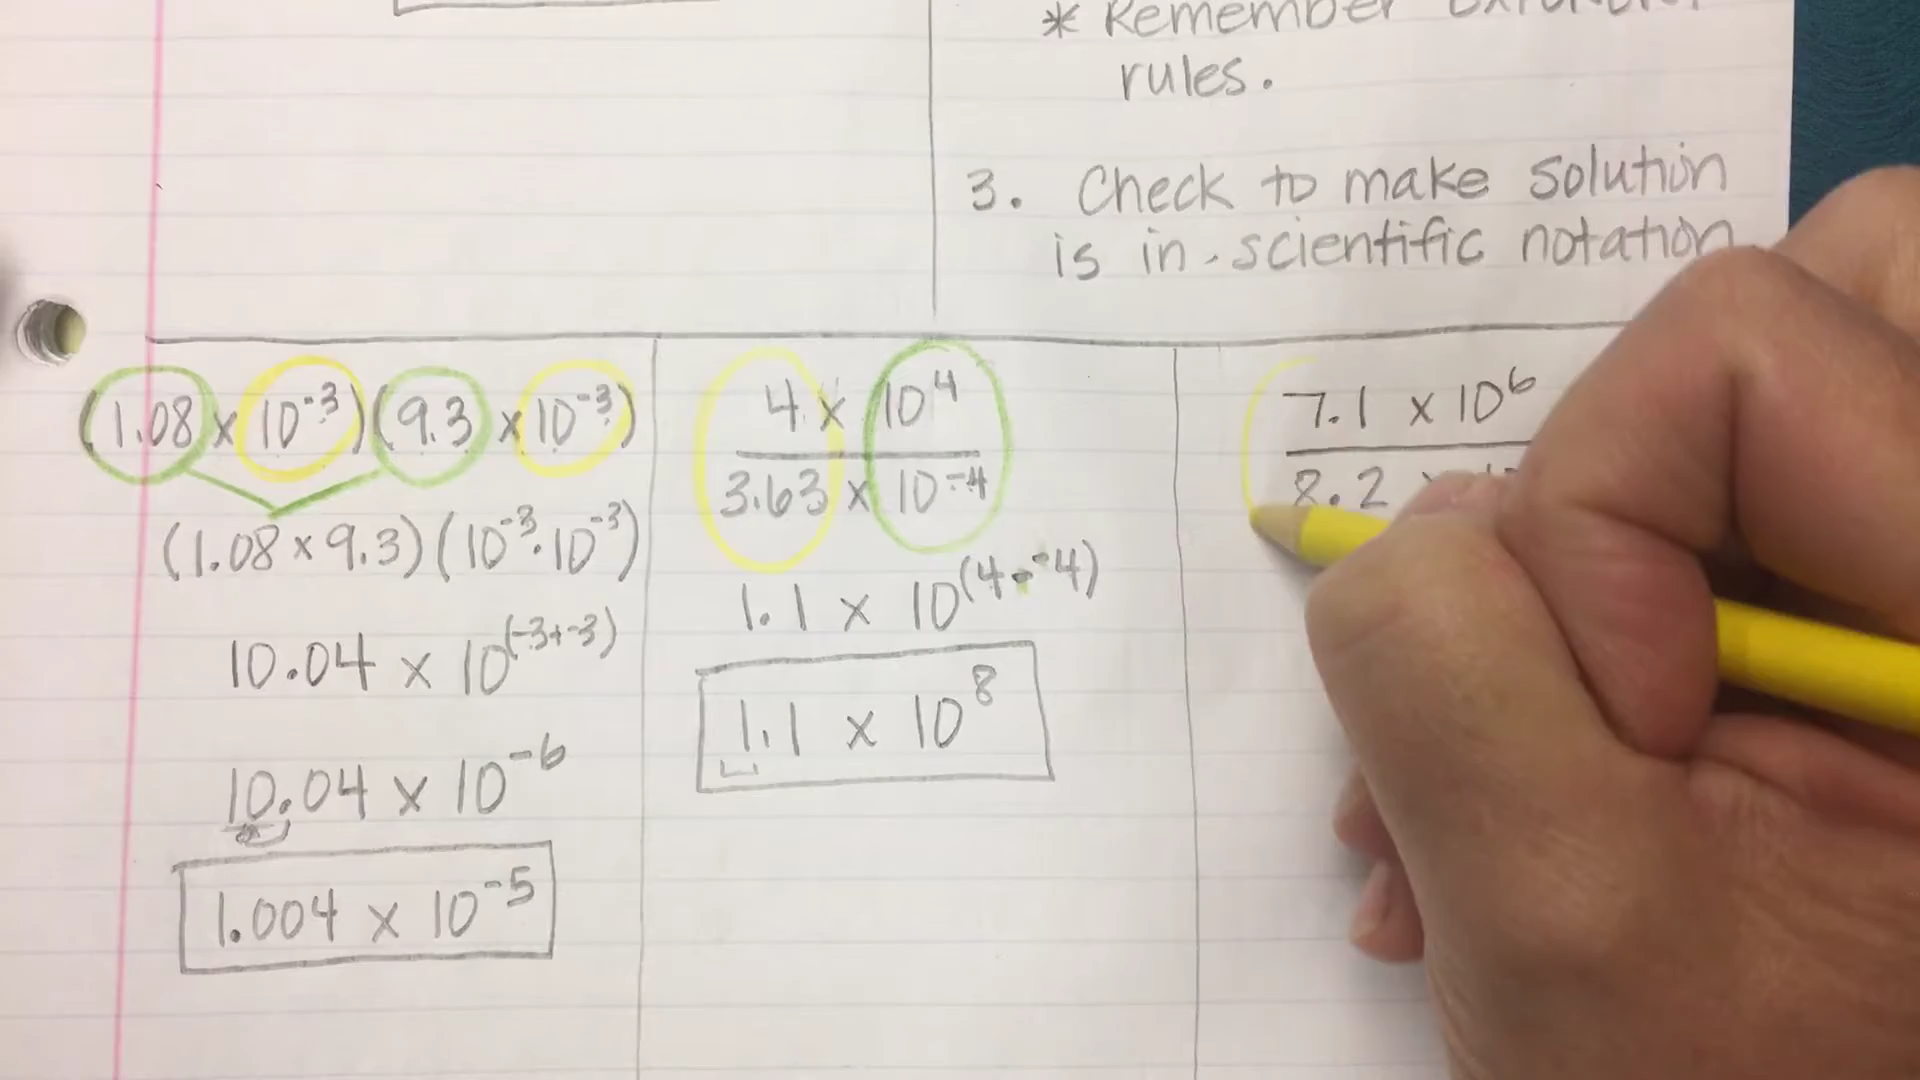 * Remember
rules.
3. Check to make solution
is in scientific notation
(1.08 x 10^-3)(9.3 x 10^-3)
(1.08 x 9.3)(10^-3 · 10^-3)
10.04 x 10^(-3+-3)
10.04 x 10^-6
1.004 x 10^-5
4 x 10^4
3.63 x 10^-4
1.1 x 10^(4--4)
1.1 x 10^8
7.1 x 10^6
8.2 x